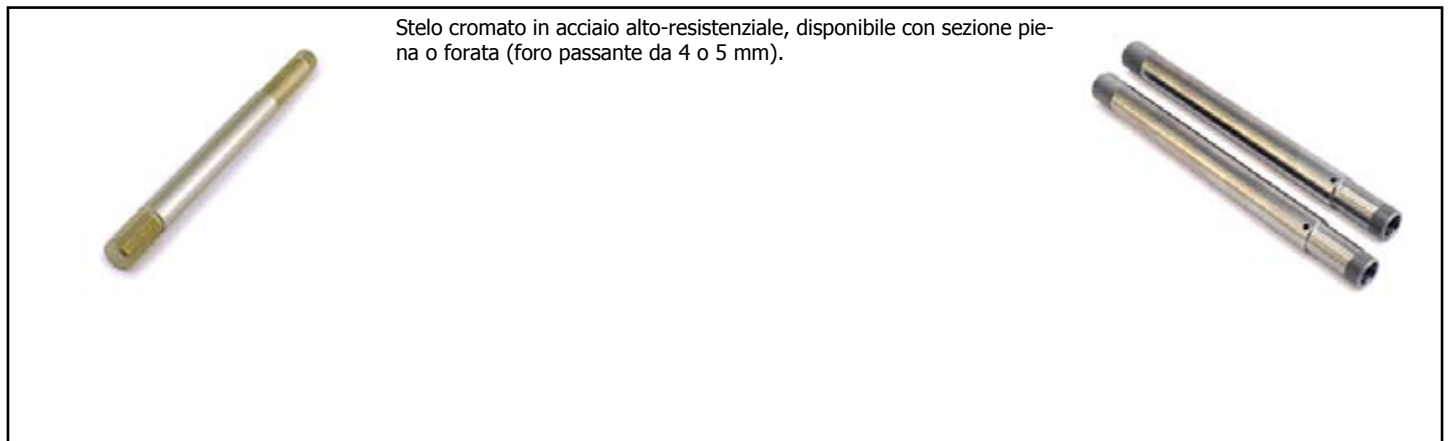 Stelo cromato in acciaio alto-resistenziale, disponibile con sezione pie-
na o forata (foro passante da 4 o 5 mm).